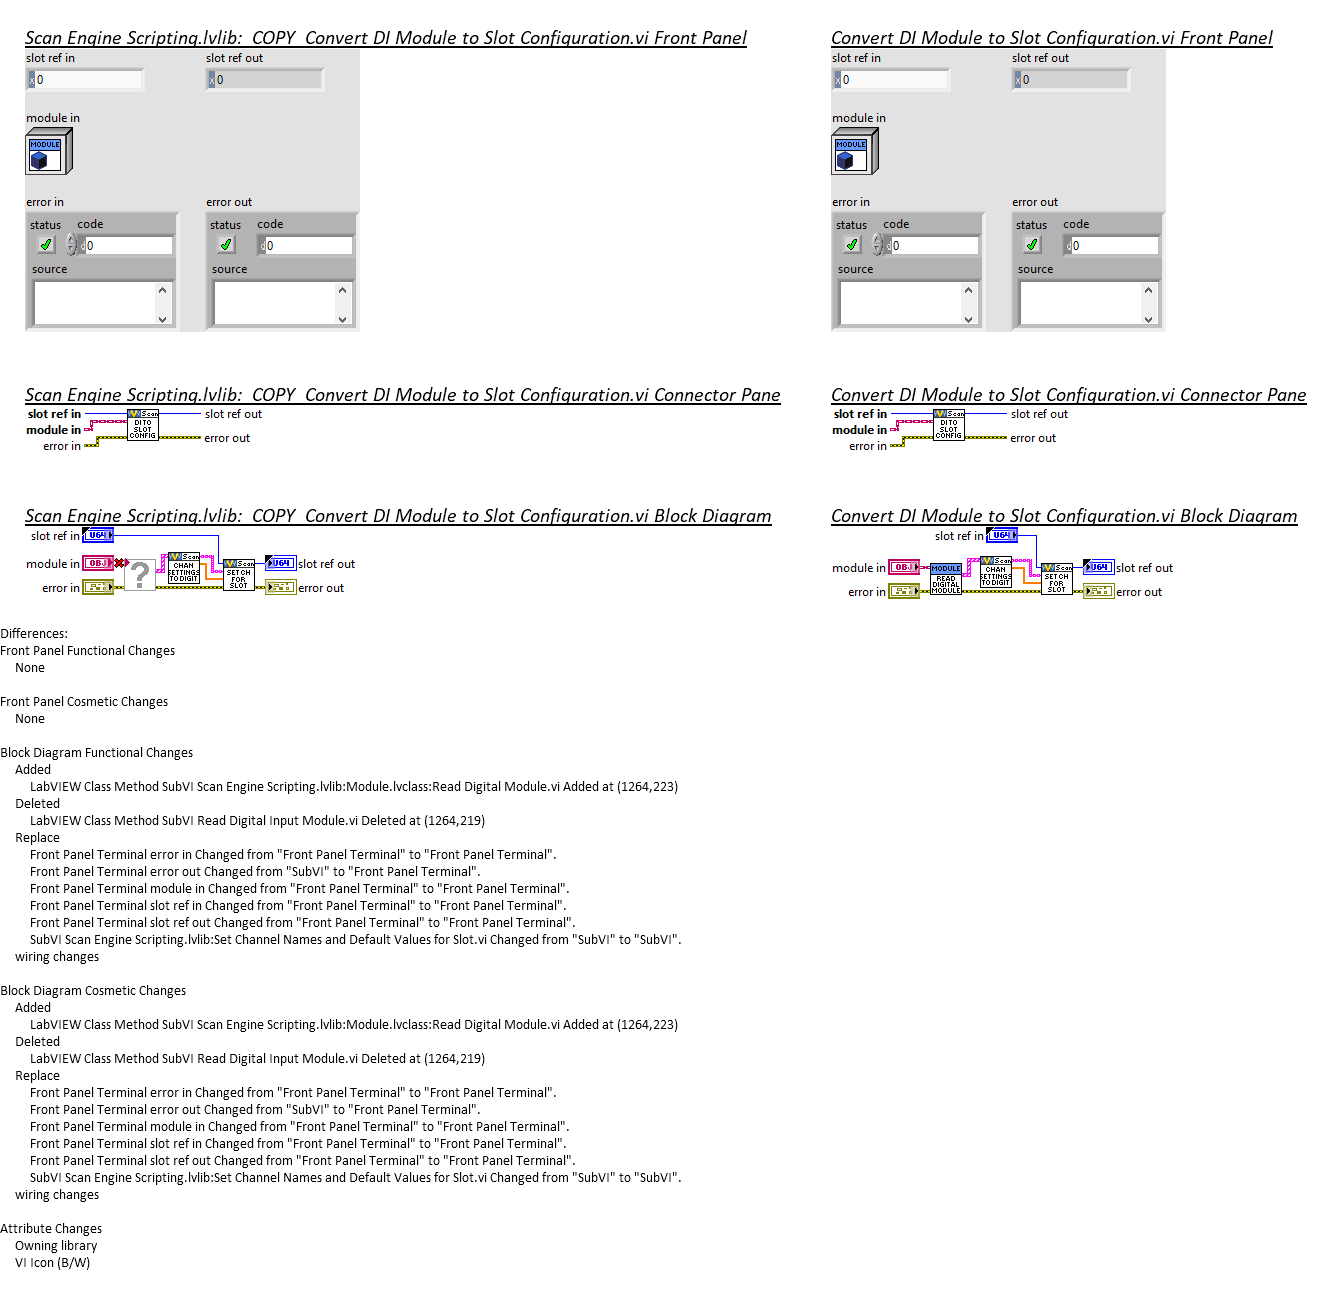 Scan Engine Scripting.lvlib:  COPY  Convert DI Module to Slot Configuration.vi Front Panel
slot ref in
slot ref out
x 0
x 0
module in
MODULE
error in
error out
status code
status code
d 0
d 0
source
source
Convert DI Module to Slot Configuration.vi Front Panel
slot ref in
slot ref out
x 0
x 0
module in
MODULE
error in
error out
status code
status code
d 0
d 0
source
source
Scan Engine Scripting.lvlib:  COPY  Convert DI Module to Slot Configuration.vi Connector Pane
slot ref in
slot ref out
module in
error in
error out
Scan
DI TO
SLOT
CONFIG
Convert DI Module to Slot Configuration.vi Connector Pane
slot ref in
slot ref out
module in
error in
error out
Scan
DI TO
SLOT
CONFIG
Scan Engine Scripting.lvlib:  COPY  Convert DI Module to Slot Configuration.vi Block Diagram
slot ref in
U64
module in
OBJ
?
Scan
CHAN
SETTINGS
TO DIGIT
Scan
SET CH
FOR
SLOT
U64
slot ref out
error in
error out
Convert DI Module to Slot Configuration.vi Block Diagram
slot ref in
U64
module in
OBJ
MODULE
READ
DIGITAL
MODULE
Scan
CHAN
SETTINGS
TO DIGIT
Scan
SET CH
FOR
SLOT
U64
slot ref out
error in
error out
Differences:
Front Panel Functional Changes
None
Front Panel Cosmetic Changes
None
Block Diagram Functional Changes
Added
LabVIEW Class Method SubVI Scan Engine Scripting.lvlib:Module.lvclass:Read Digital Module.vi Added at (1264,223)
Deleted
LabVIEW Class Method SubVI Read Digital Input Module.vi Deleted at (1264,219)
Replace
Front Panel Terminal error in Changed from "Front Panel Terminal" to "Front Panel Terminal".
Front Panel Terminal error out Changed from "SubVI" to "Front Panel Terminal".
Front Panel Terminal module in Changed from "Front Panel Terminal" to "Front Panel Terminal".
Front Panel Terminal slot ref in Changed from "Front Panel Terminal" to "Front Panel Terminal".
Front Panel Terminal slot ref out Changed from "Front Panel Terminal" to "Front Panel Terminal".
SubVI Scan Engine Scripting.lvlib:Set Channel Names and Default Values for Slot.vi Changed from "SubVI" to "SubVI".
wiring changes
Block Diagram Cosmetic Changes
Added
LabVIEW Class Method SubVI Scan Engine Scripting.lvlib:Module.lvclass:Read Digital Module.vi Added at (1264,223)
Deleted
LabVIEW Class Method SubVI Read Digital Input Module.vi Deleted at (1264,219)
Replace
Front Panel Terminal error in Changed from "Front Panel Terminal" to "Front Panel Terminal".
Front Panel Terminal error out Changed from "SubVI" to "Front Panel Terminal".
Front Panel Terminal module in Changed from "Front Panel Terminal" to "Front Panel Terminal".
Front Panel Terminal slot ref in Changed from "Front Panel Terminal" to "Front Panel Terminal".
Front Panel Terminal slot ref out Changed from "Front Panel Terminal" to "Front Panel Terminal".
SubVI Scan Engine Scripting.lvlib:Set Channel Names and Default Values for Slot.vi Changed from "SubVI" to "SubVI".
wiring changes
Attribute Changes
Owning library
VI Icon (B/W)